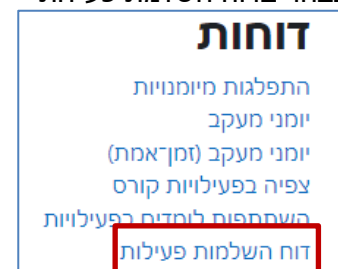 דוחות
התפלגות מיומנויות
יומני מעקב
יומני מעקב (זמן־אמת)
צפיה בפעילויות קורס
השתתפות לומדים בפעילויות
דוח השלמות פעילות